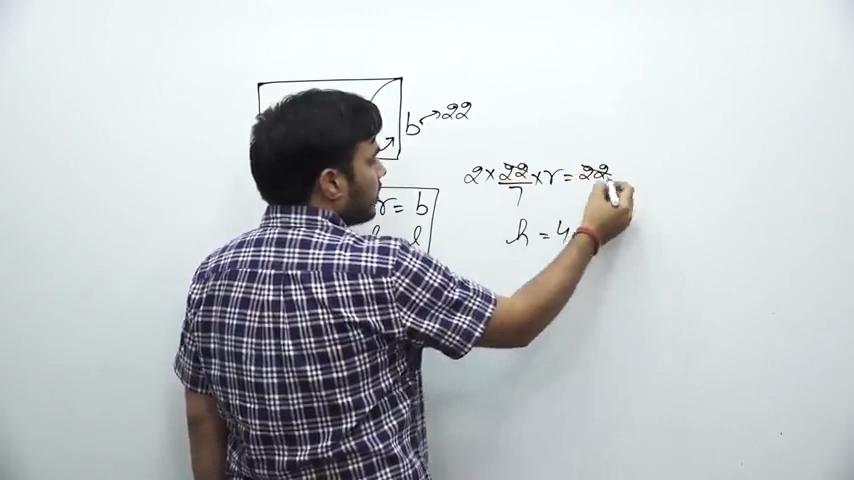 b → 22
2 × 22/7 × r = 22
r = b
h = 4
l